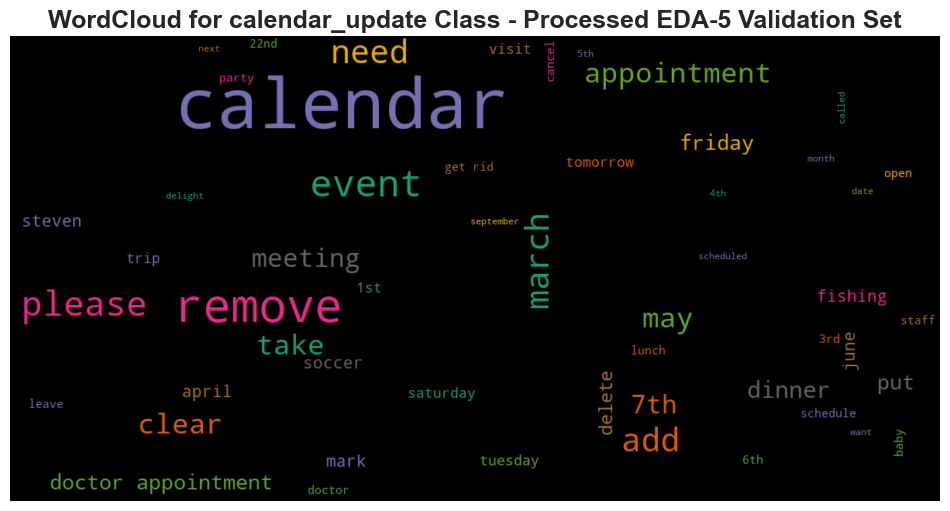 WordCloud for calendar_update Class - Processed EDA-5 Validation Set
next
22nd
need
visit
cancel
5th
party
calendar
appointment
called
friday
month
tomorrow
get rid
open
event
delight
4th
date
steven
september
march
trip
meeting
scheduled
please
remove
1st
fishing
may
staff
take
3rd
june
soccer
lunch
april
saturday
delete
dinner
put
leave
7th
schedule
clear
add
want
baby
mark
tuesday
6th
doctor appointment
doctor